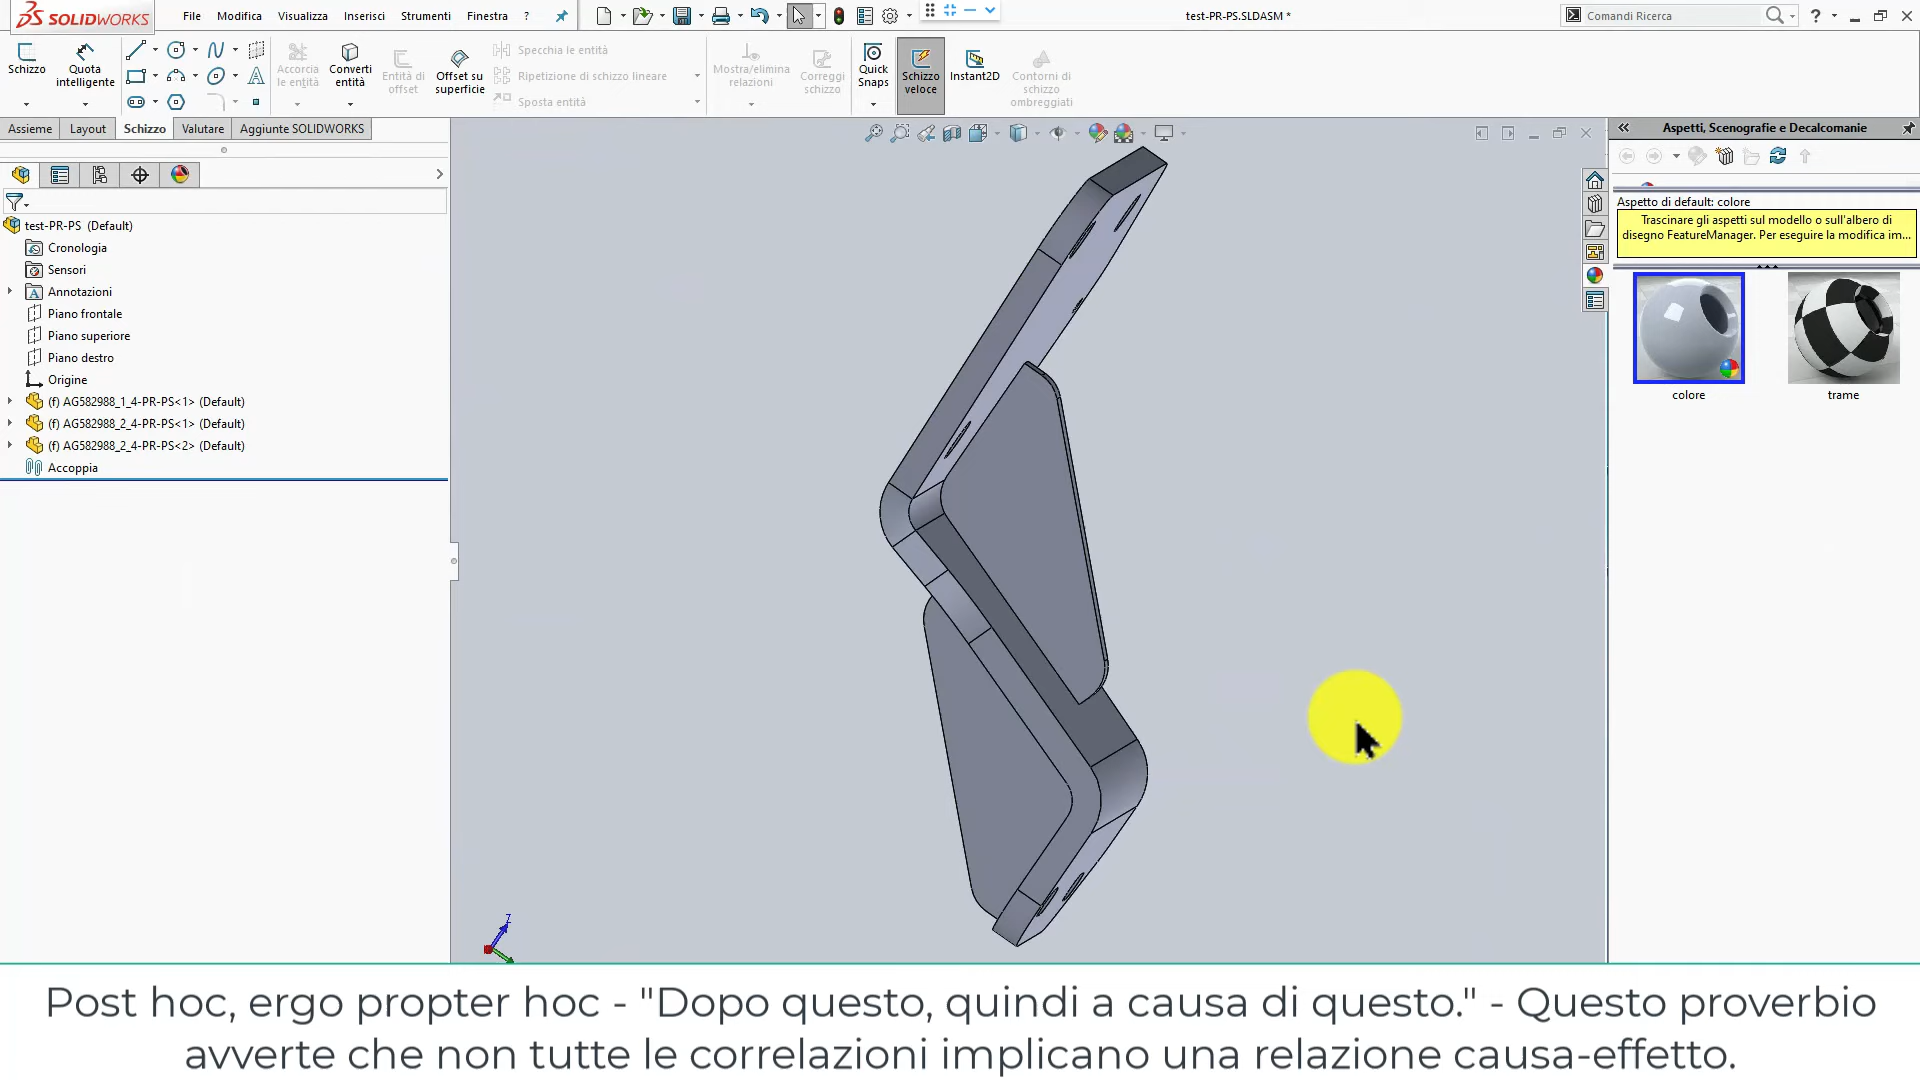 SOLIDWORKS
File Modifica Visualizza Inserisci Strumenti Finestra ?
test-PR-PS.SLDASM *
Comandi Ricerca
?
Schizzo
Quota intelligente
Accorcia le entità
Converti entità
Entità di offset
Offset su superficie
Specchia le entità
Ripetizione di schizzo lineare
Sposta entità
Mostra/elimina relazioni
Correggi schizzo
Quick Snaps
Schizzo veloce
Instant2D
Contorni di schizzo ombreggiati
Assieme Layout Schizzo Valutare Aggiunte SOLIDWORKS
test-PR-PS (Default)
Cronologia
Sensori
Annotazioni
Piano frontale
Piano superiore
Piano destro
Origine
(f) AG582988_1_4-PR-PS<1> (Default)
(f) AG582988_2_4-PR-PS<1> (Default)
(f) AG582988_2_4-PR-PS<2> (Default)
Accoppia
Z
Aspetti, Scenografie e Decalcomanie
Aspetto di default: colore
Trascinare gli aspetti sul modello o sull'albero di
disegno FeatureManager. Per eseguire la modifica im...
colore
trame
Post hoc, ergo propter hoc - "Dopo questo, quindi a causa di questo." - Questo proverbio
avverte che non tutte le correlazioni implicano una relazione causa-effetto.